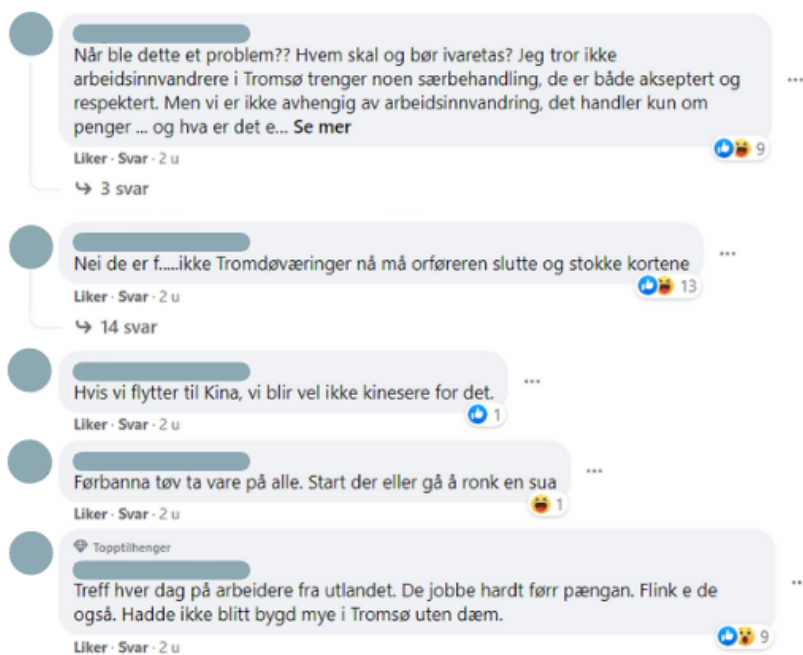 Når ble dette et problem?? Hvem skal og bør ivaretas? Jeg tror ikke
arbeidsinnvandrere i Tromsø trenger noen særbehandling, de er både akseptert og
respektert. Men vi er ikke avhengig av arbeidsinnvandring, det handler kun om
penger ... og hva er det e... Se mer
9
Liker · Svar · 2 u
3 svar
Nei de er f.....ikke Tromdøværinger nå må orføreren slutte og stokke kortene
13
Liker · Svar · 2 u
14 svar
Hvis vi flytter til Kina, vi blir vel ikke kinesere for det.
1
Liker · Svar · 2 u
Førbanna tøv ta vare på alle. Start der eller gå å ronk en sua
1
Liker · Svar · 2 u
Topptilhenger
Treff hver dag på arbeidere fra utlandet. De jobbe hardt førr pængan. Flink e de
også. Hadde ikke blitt bygd mye i Tromsø uten dæm.
9
Liker · Svar · 2 u